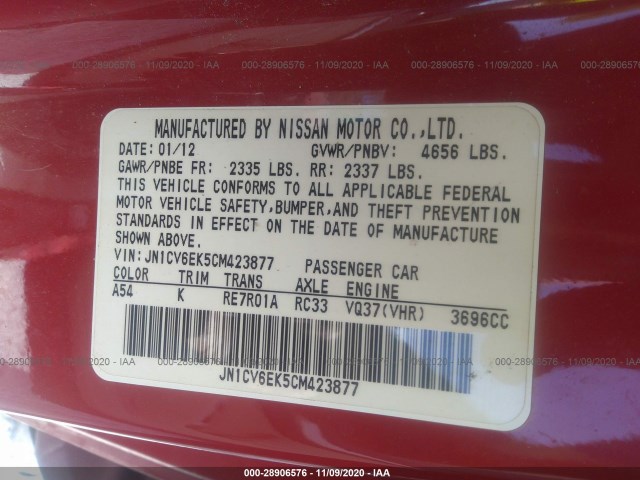 000-28906576 - 11/09/2020 - IAA
MANUFACTURED BY NISSAN MOTOR CO.,LTD.
DATE: 01/12 GVWR/PNBV: 4656 LBS.
GAWR/PNBE FR: 2335 LBS. RR: 2337 LBS.
THIS VEHICLE CONFORMS TO ALL APPLICABLE FEDERAL
MOTOR VEHICLE SAFETY,BUMPER,AND THEFT PREVENTION
STANDARDS IN EFFECT ON THE DATE OF MANUFACTURE
SHOWN ABOVE.
VIN: JN1CV6EK5CM423877 PASSENGER CAR
COLOR TRIM TRANS AXLE ENGINE
A54 K RE7R01A RC33 VQ37(VHR) 3696CC
JN1CV6EK5CM423877
000-28906576 - 11/09/2020 - IAA